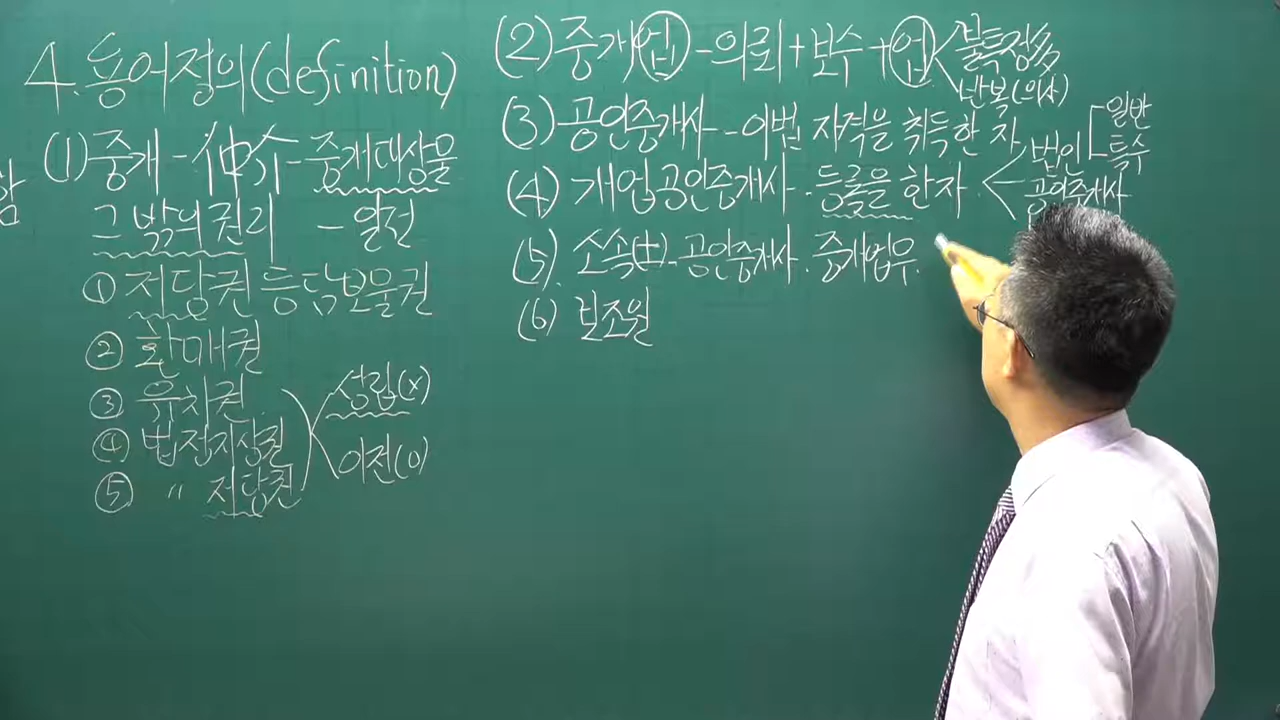 4. 용어정의(definition)
(1) 중개 - 仲介 - 중개대상물
그 밖의 권리 - 열전
① 저당권 등 담보물권
② 환매권
③ 유치권
④ 법정지상권
⑤ 〃 저당권
성립(x)
이전(o)
함
(2) 중개업 - 의뢰 + 보수 + 업 < 불특정多
반복(의사)
(3) 공인중개사 - 이법 자격을 취득한 자
(4) 개업공인중개사 . 등록을 한 자 <
법인
일반
특수
공인중개사
(5). 소속(士) - 공인중개사 . 중개업무.
(6) 보조원